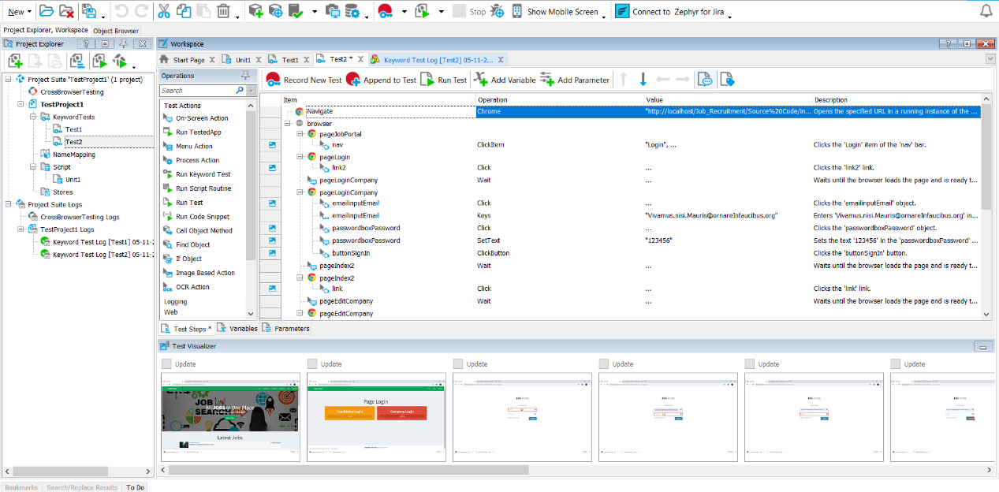 New
Stop
Show Mobile Screen
Connect to Zephyr for Jira
Project Explorer, Workspace
Object Browser
Project Explorer
Workspace
Project Suite 'TestProject1' (1 project)
CrossBrowserTesting
TestProject1
KeywordTests
Test1
Test2
NameMapping
Script
Unit1
Stores
Project Suite Logs
CrossBrowserTesting Logs
TestProject1 Logs
Keyword Test Log [Test1] 05-11-2
Keyword Test Log [Test2] 05-11-2
Start Page
Unit1
Test1
Test2 *
Keyword Test Log [Test2] 05-11-2...
Operations
Search
Test Actions
On-Screen Action
Run TestedApp
Menu Action
Process Action
Run Keyword Test
Run Script Routine
Run Test
Run Code Snippet
Call Object Method
Find Object
If Object
Image Based Action
OCR Action
Logging
Web
Record New Test
Append to Test
Run Test
Add Variable
Add Parameter
Item Operation Value Description
Navigate Chrome "http://localhost/Job_Recruitment/Source%20Code/in... Opens the specified URL in a running instance of the ...
browser
pageJobPortal
nav ClickItem "Login", ... Clicks the 'Login' item of the 'nav' bar.
pageLogin
link2 Click ... Clicks the 'link2' link.
pageLoginCompany Wait ... Waits until the browser loads the page and is ready t...
pageLoginCompany
emailinputEmail Click ... Clicks the 'emailinputEmail' object.
emailinputEmail Keys "Vivamus.nisi.Mauris@ornareInfaucibus.org" Enters 'Vivamus.nisi.Mauris@ornareInfaucibus.org' in...
passwordboxPassword Click ... Clicks the 'passwordboxPassword' object.
passwordboxPassword SetText "123456" Sets the text '123456' in the 'passwordboxPassword' ...
buttonSignIn ClickButton Clicks the 'buttonSignIn' button.
pageIndex2 Wait ... Waits until the browser loads the page and is ready t...
pageIndex2
link Click ... Clicks the 'link' link.
pageEditCompany Wait ... Waits until the browser loads the page and is ready t...
pageEditCompany
Test Steps *
Variables
Parameters
Test Visualizer
Update
Update
Update
Update
Update
Update
JOB
SEARCH
All JOBS In One Place
Latest Jobs
Page Login
Candidates Login
Company Login
Job Portal
Job Portal
Job Portal
Job Portal
Bookmarks
Search/Replace Results
To Do